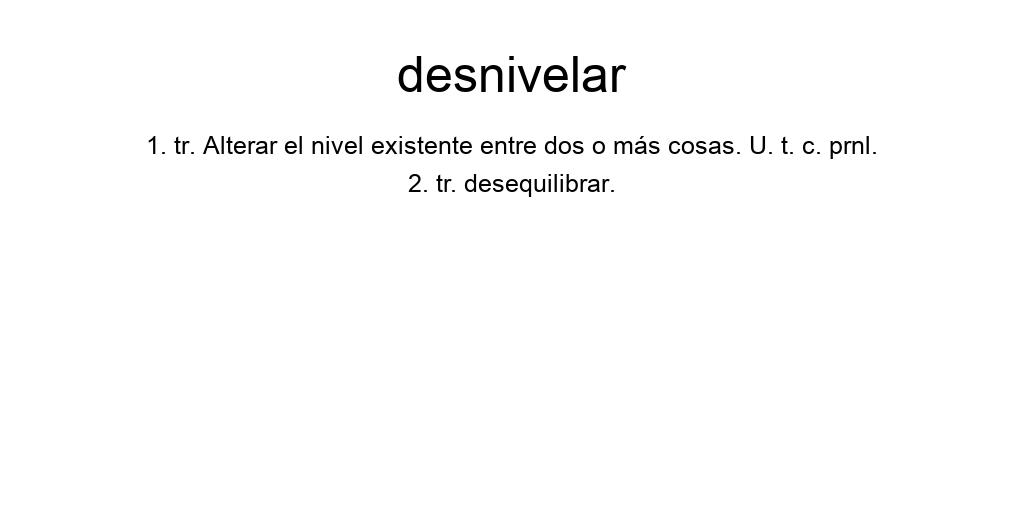 desnivelar
1. tr. Alterar el nivel existente entre dos o más cosas. U. t. c. prnl.
2. tr. desequilibrar.